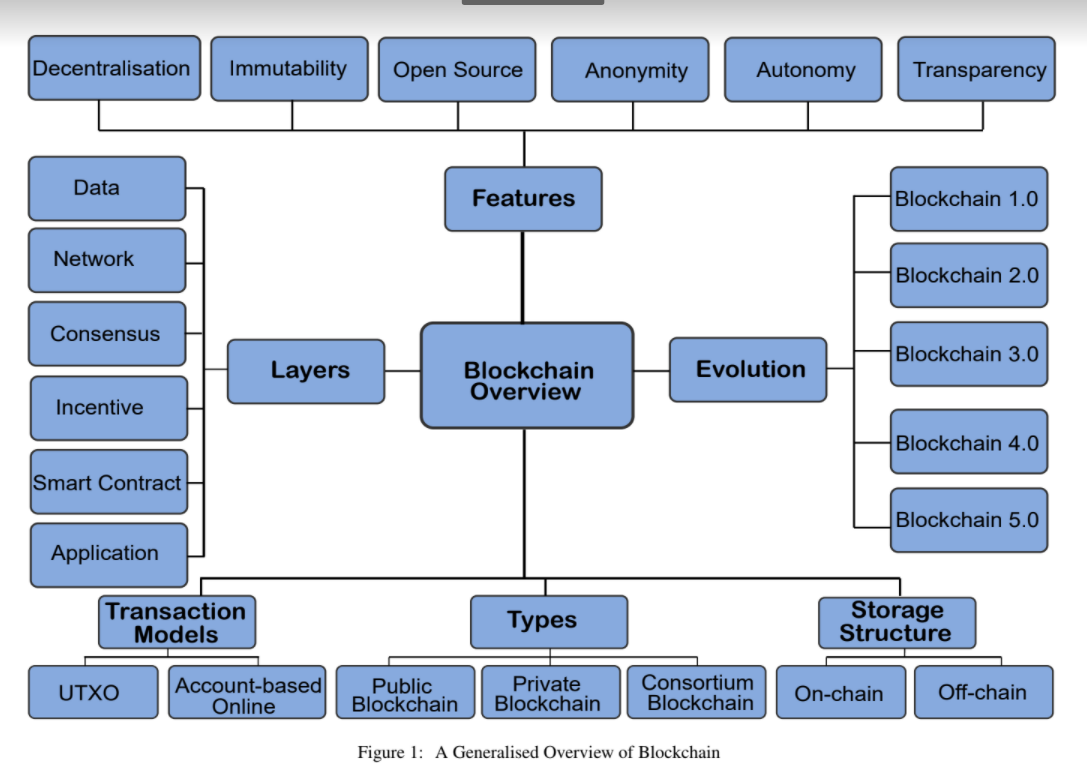 Decentralisation
Immutability
Open Source
Anonymity
Autonomy
Transparency
Features
Data
Network
Consensus
Incentive
Smart Contract
Application
Layers
Blockchain
Overview
Evolution
Blockchain 1.0
Blockchain 2.0
Blockchain 3.0
Blockchain 4.0
Blockchain 5.0
Transaction
Models
UTXO
Account-based
Online
Types
Public
Blockchain
Private
Blockchain
Consortium
Blockchain
Storage
Structure
On-chain
Off-chain
Figure 1: A Generalised Overview of Blockchain